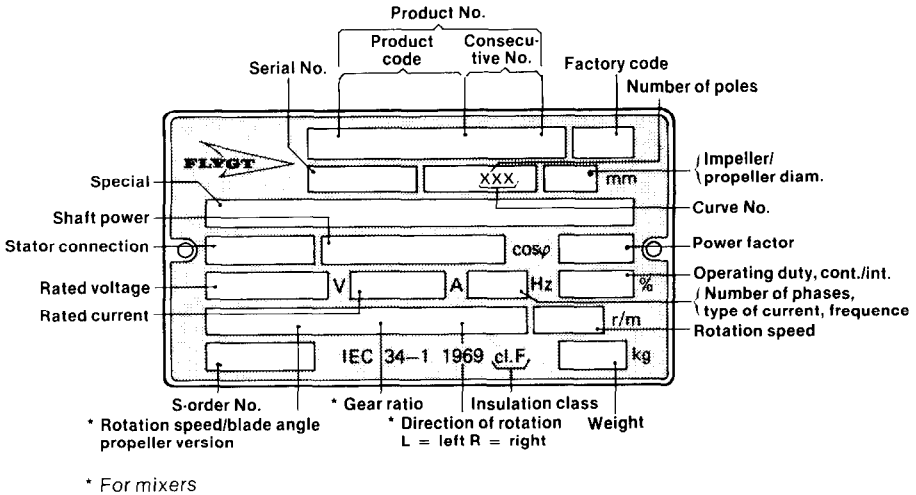 Product No.
Product code
Consecu-tive No.
Serial No.
Factory code
Number of poles
FLYGT
xxx
mm
Impeller/
propeller diam.
Special
Curve No.
Shaft power
Stator connection
cosφ
Power factor
Rated voltage
V
A
Hz
%
Operating duty, cont./int.
Number of phases,
type of current, frequence
Rated current
r/m
Rotation speed
IEC 34-1 1969 cl.F
kg
S-order No.
* Gear ratio
Insulation class
* Rotation speed/blade angle
propeller version
* Direction of rotation
L = left R = right
Weight
* For mixers